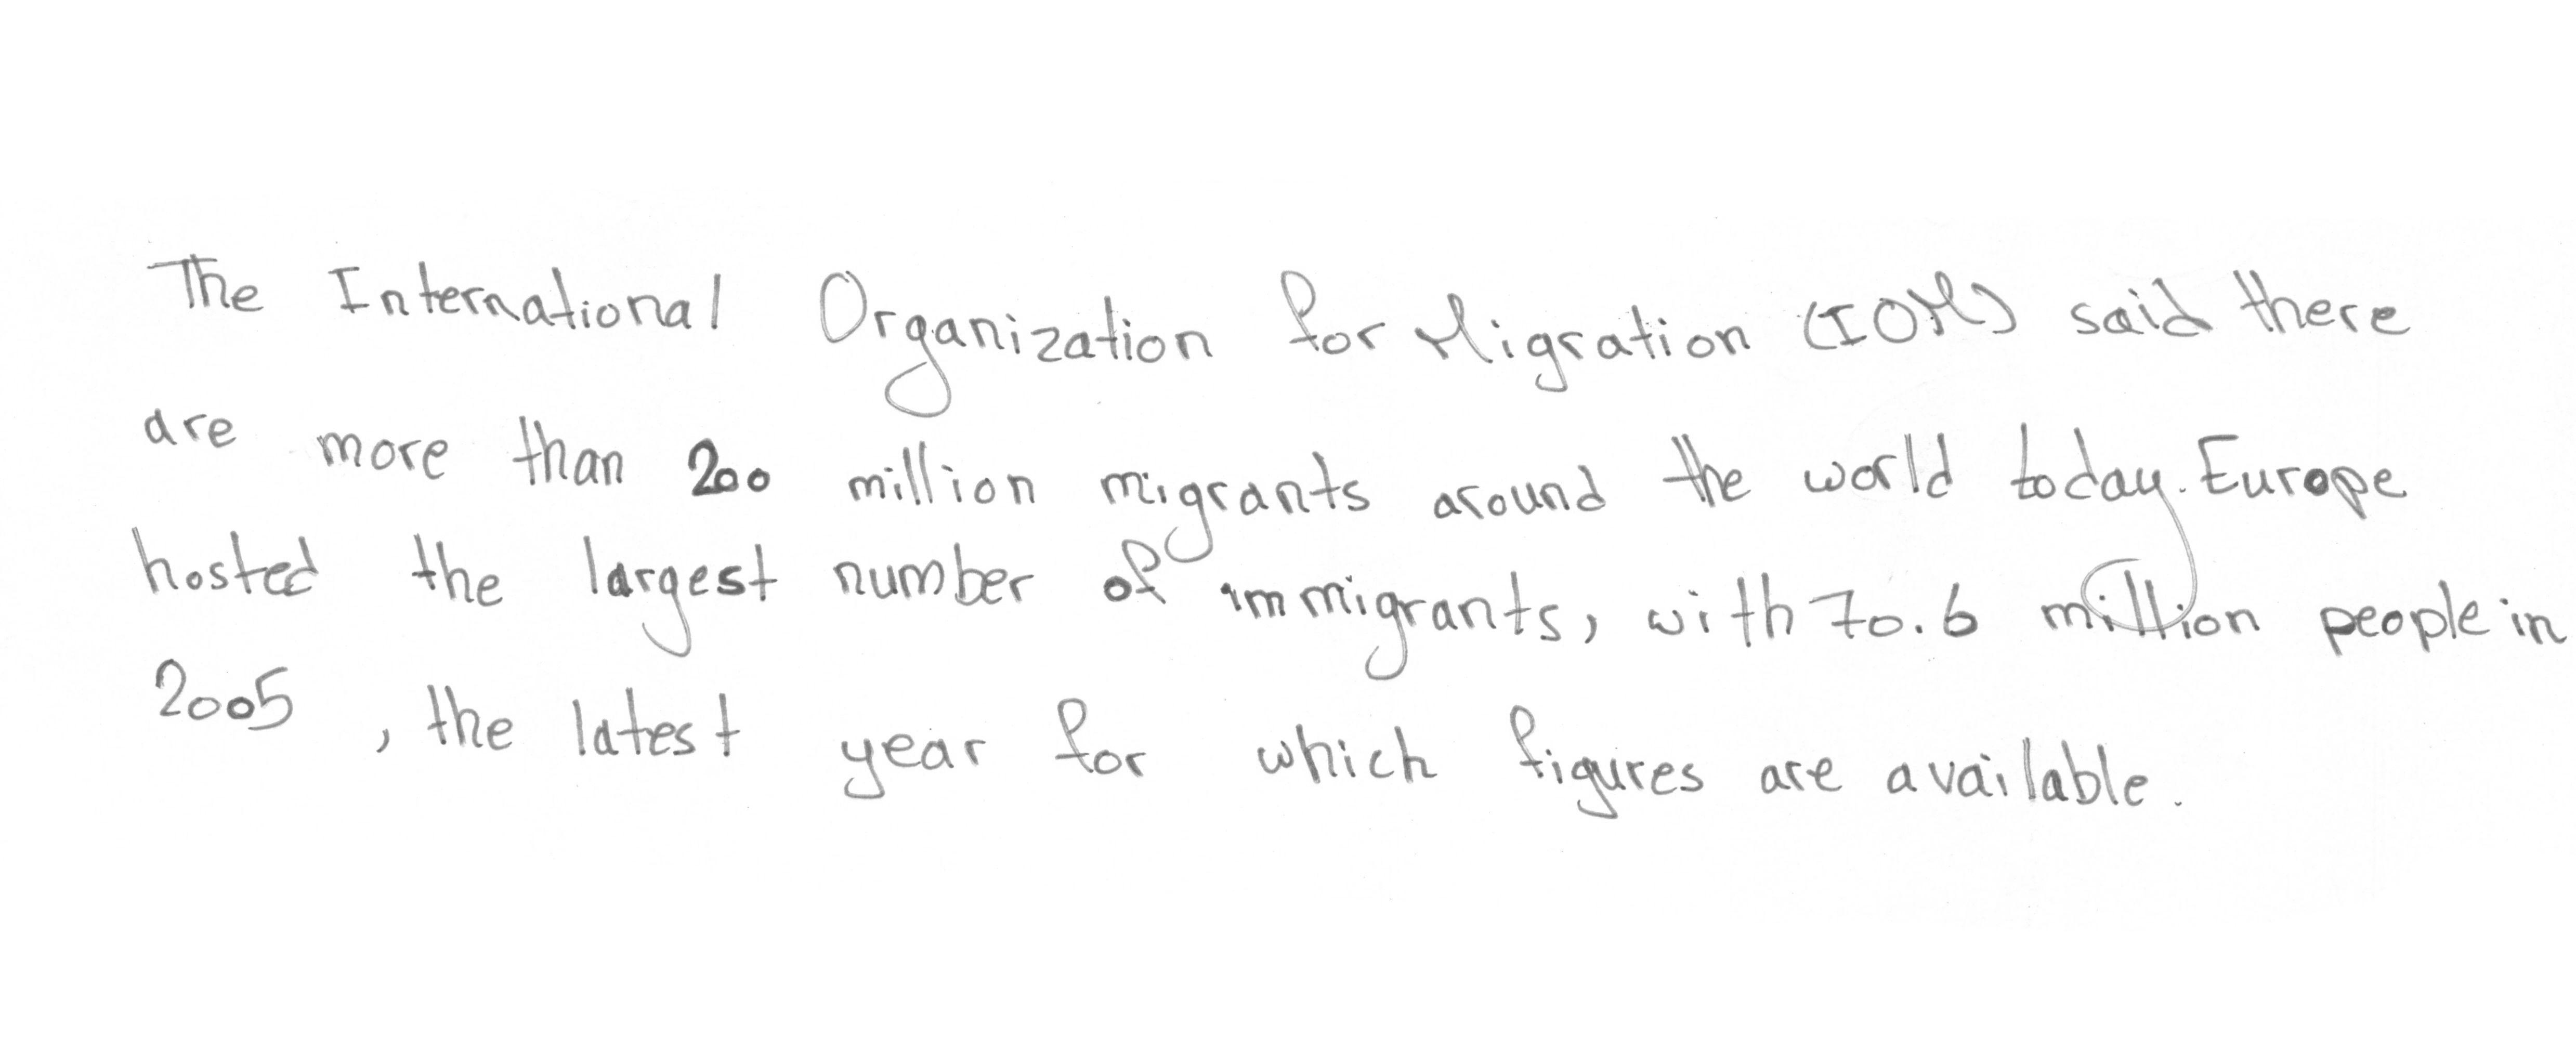 The International Organization for Migration (IOM) said there
are more than 200 million migrants around the world today. Europe
hosted the largest number of immigrants, with 70.6 million people in
2005, the latest year for which figures are available.